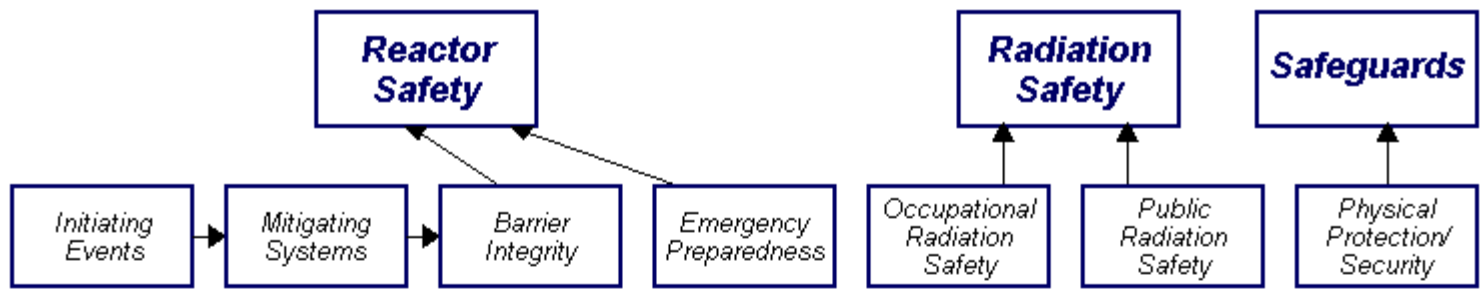 Reactor
Safety
Radiation
Safety
Safeguards
Initiating
Events
Mitigating
Systems
Barrier
Integrity
Emergency
Preparedness
Occupational
Radiation
Safety
Public
Radiation
Safety
Physical
Protection/
Security